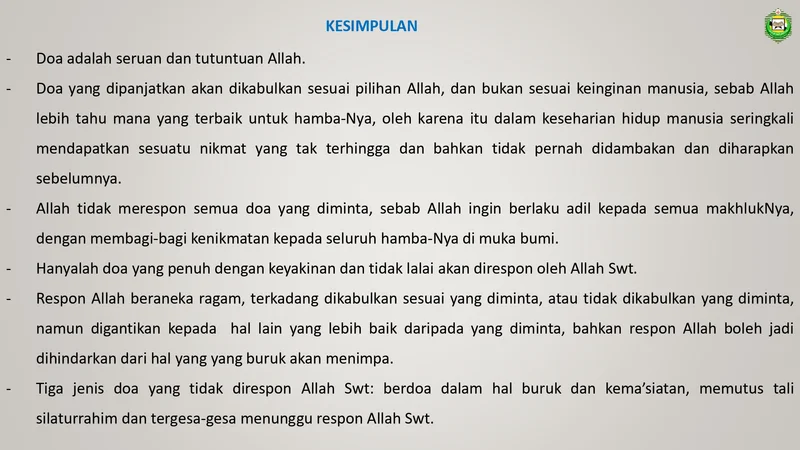 KESIMPULAN
- Doa adalah seruan dan tutuntuan Allah.
- Doa yang dipanjatkan akan dikabulkan sesuai pilihan Allah, dan bukan sesuai keinginan manusia, sebab Allah
lebih tahu mana yang terbaik untuk hamba-Nya, oleh karena itu dalam keseharian hidup manusia seringkali
mendapatkan sesuatu nikmat yang tak terhingga dan bahkan tidak pernah didambakan dan diharapkan
sebelumnya.
- Allah tidak merespon semua doa yang diminta, sebab Allah ingin berlaku adil kepada semua makhlukNya,
dengan membagi-bagi kenikmatan kepada seluruh hamba-Nya di muka bumi.
- Hanyalah doa yang penuh dengan keyakinan dan tidak lalai akan direspon oleh Allah Swt.
- Respon Allah beraneka ragam, terkadang dikabulkan sesuai yang diminta, atau tidak dikabulkan yang diminta,
namun digantikan kepada hal lain yang lebih baik daripada yang diminta, bahkan respon Allah boleh jadi
dihindarkan dari hal yang yang buruk akan menimpa.
- Tiga jenis doa yang tidak direspon Allah Swt: berdoa dalam hal buruk dan kema’siatan, memutus tali
silaturrahim dan tergesa-gesa menunggu respon Allah Swt.